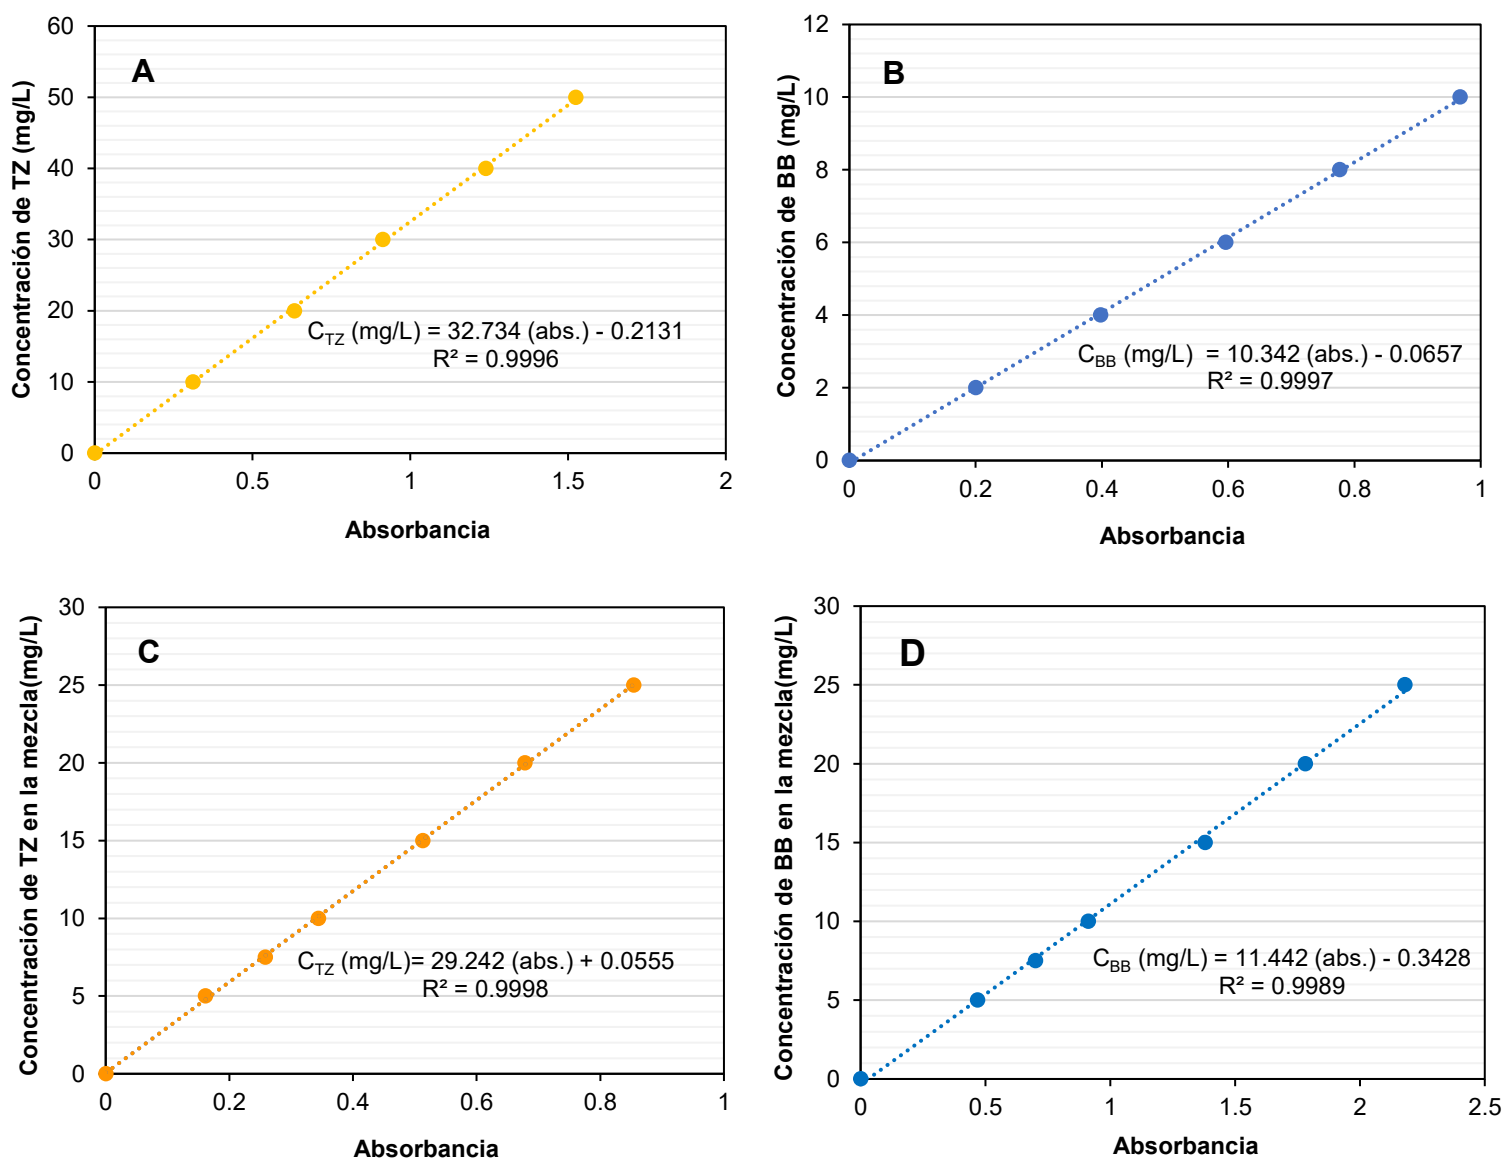 A
Concentración de TZ (mg/L)
60
50
40
30
20
10
0
C_TZ (mg/L) = 32.734 (abs.) - 0.2131
R² = 0.9996
0 0.5 1 1.5 2
Absorbancia
B
Concentración de BB (mg/L)
12
10
8
6
4
2
0
C_BB (mg/L) = 10.342 (abs.) - 0.0657
R² = 0.9997
0 0.2 0.4 0.6 0.8 1
Absorbancia
C
Concentración de TZ en la mezcla(mg/L)
30
25
20
15
10
5
0
C_TZ (mg/L)= 29.242 (abs.) + 0.0555
R² = 0.9998
0 0.2 0.4 0.6 0.8 1
Absorbancia
D
Concentración de BB en la mezcla(mg/L)
30
25
20
15
10
5
0
C_BB (mg/L) = 11.442 (abs.) - 0.3428
R² = 0.9989
0 0.5 1 1.5 2 2.5
Absorbancia